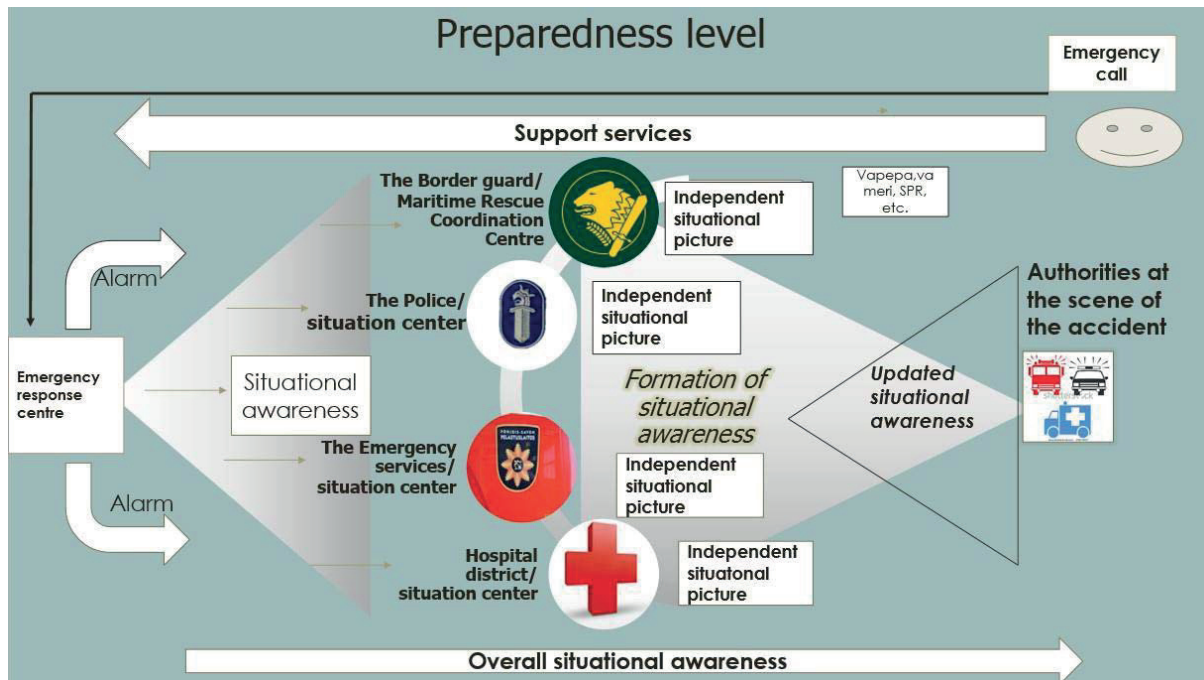 Preparedness level
Emergency
call
Support services
The Border guard/
Maritime Rescue
Coordination
Centre
Independent
situational
picture
Vapepa,va
meri, SPR,
etc.
Alarm
The Police/
situation center
Independent
situational
picture
Authorities at
the scene of
the accident
Emergency
response
centre
Situational
awareness
Formation of
situational
awareness
Updated
situational
awareness
The Emergency
services/
situation center
Independent
situational
picture
Alarm
Hospital
district/
situation center
Independent
situatonal
picture
Overall situational awareness